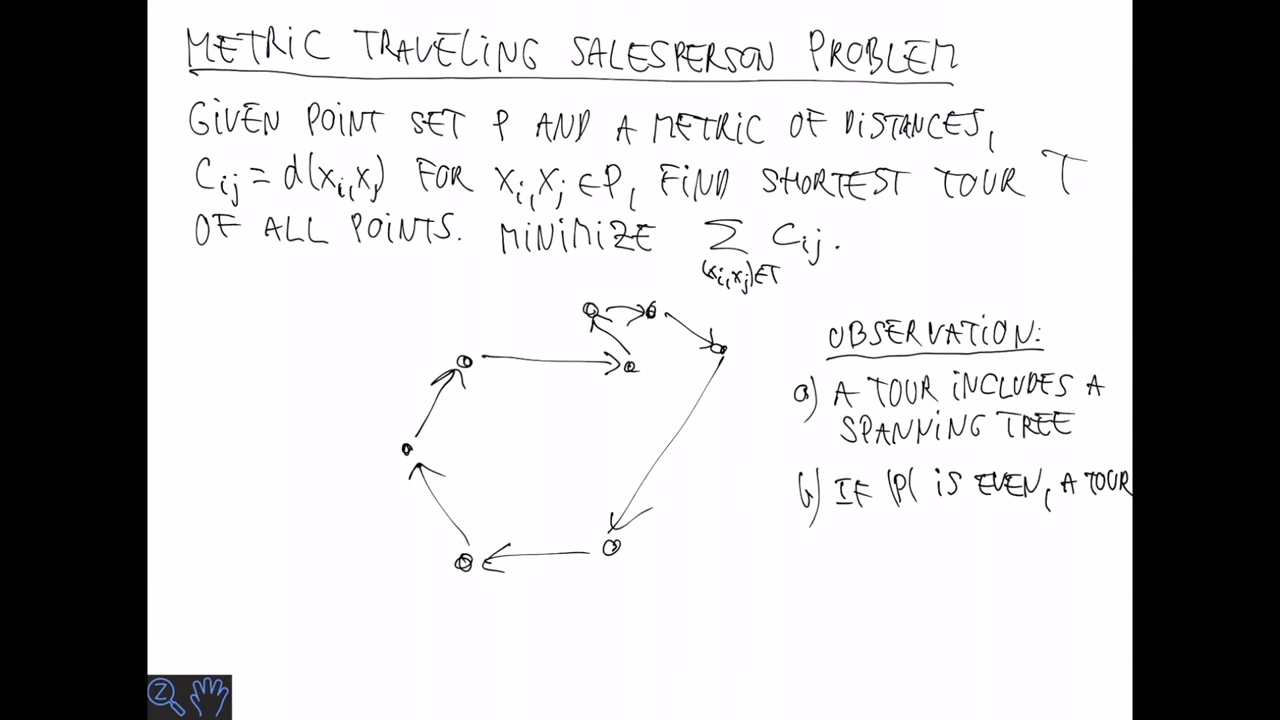 METRIC TRAVELING SALESPERSON PROBLEM
GIVEN POINT SET P AND A METRIC OF DISTANCES,
Cij = d(xi, xj) FOR xi, xj ∈ P, FIND SHORTEST TOUR T
OF ALL POINTS. MINIMIZE ∑ Cij.
(xi, xj) ∈ T
OBSERVATION:
a) A TOUR INCLUDES A
SPANNING TREE
b) IF |P| IS EVEN, A TOUR
Z